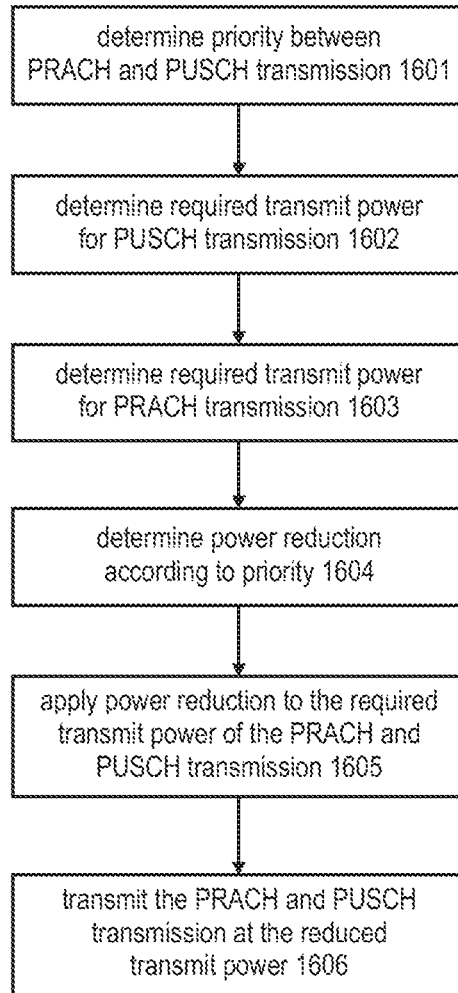 determine priority between
PRACH and PUSCH transmission 1601
determine required transmit power
for PUSCH transmission 1602
determine required transmit power
for PRACH transmission 1603
determine power reduction
according to priority 1604
apply power reduction to the required
transmit power of the PRACH and
PUSCH transmission 1605
transmit the PRACH and PUSCH
transmission at the reduced
transmit power 1606